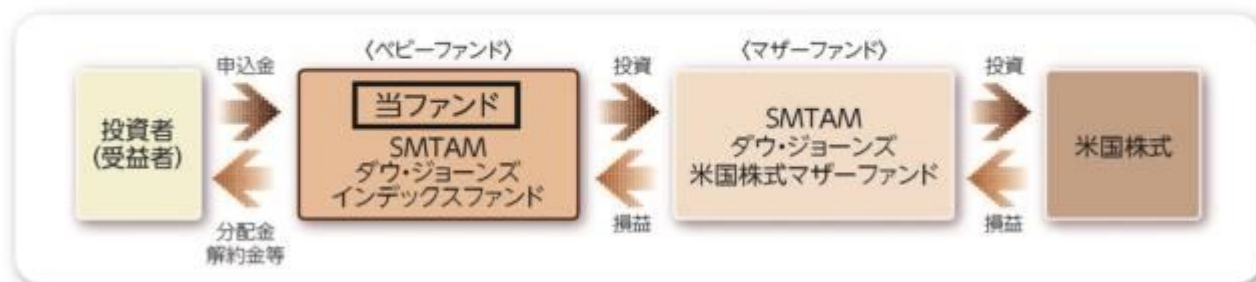 〈ベビーファンド〉
〈マザーファンド〉
投資者
(受益者)
申込金
分配金
解約金等
当ファンド
SMTAM
ダウ・ジョーンズ
インデックスファンド
投資
損益
SMTAM
ダウ・ジョーンズ
米国株式マザーファンド
投資
損益
米国株式